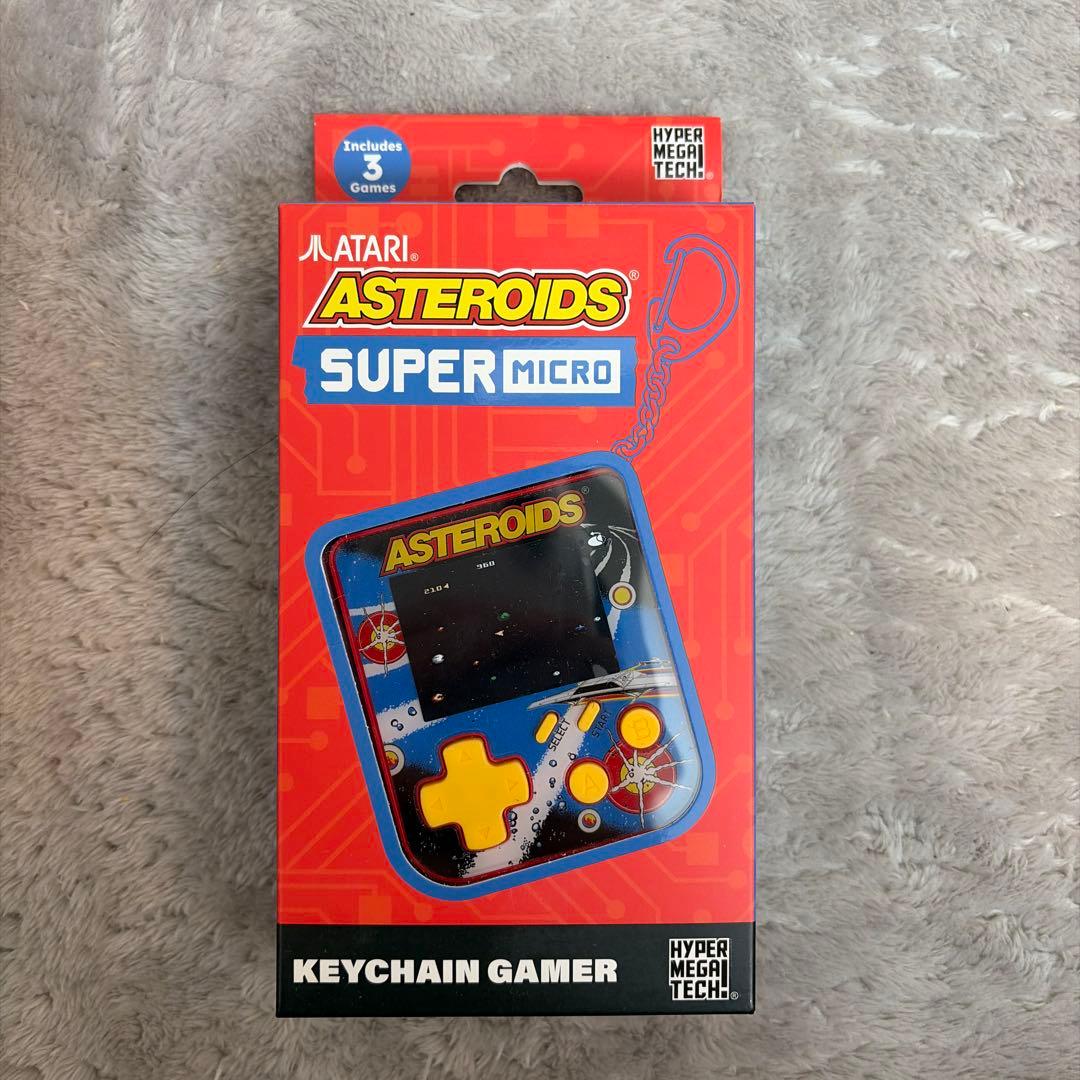 Includes
3
Games
HYPER
MEGA
TECH!®
ATARI®
ASTEROIDS®
SUPER MICRO
ASTEROIDS®
960
2104
SELECT
START
B
A
KEYCHAIN GAMER
HYPER
MEGA
TECH!®